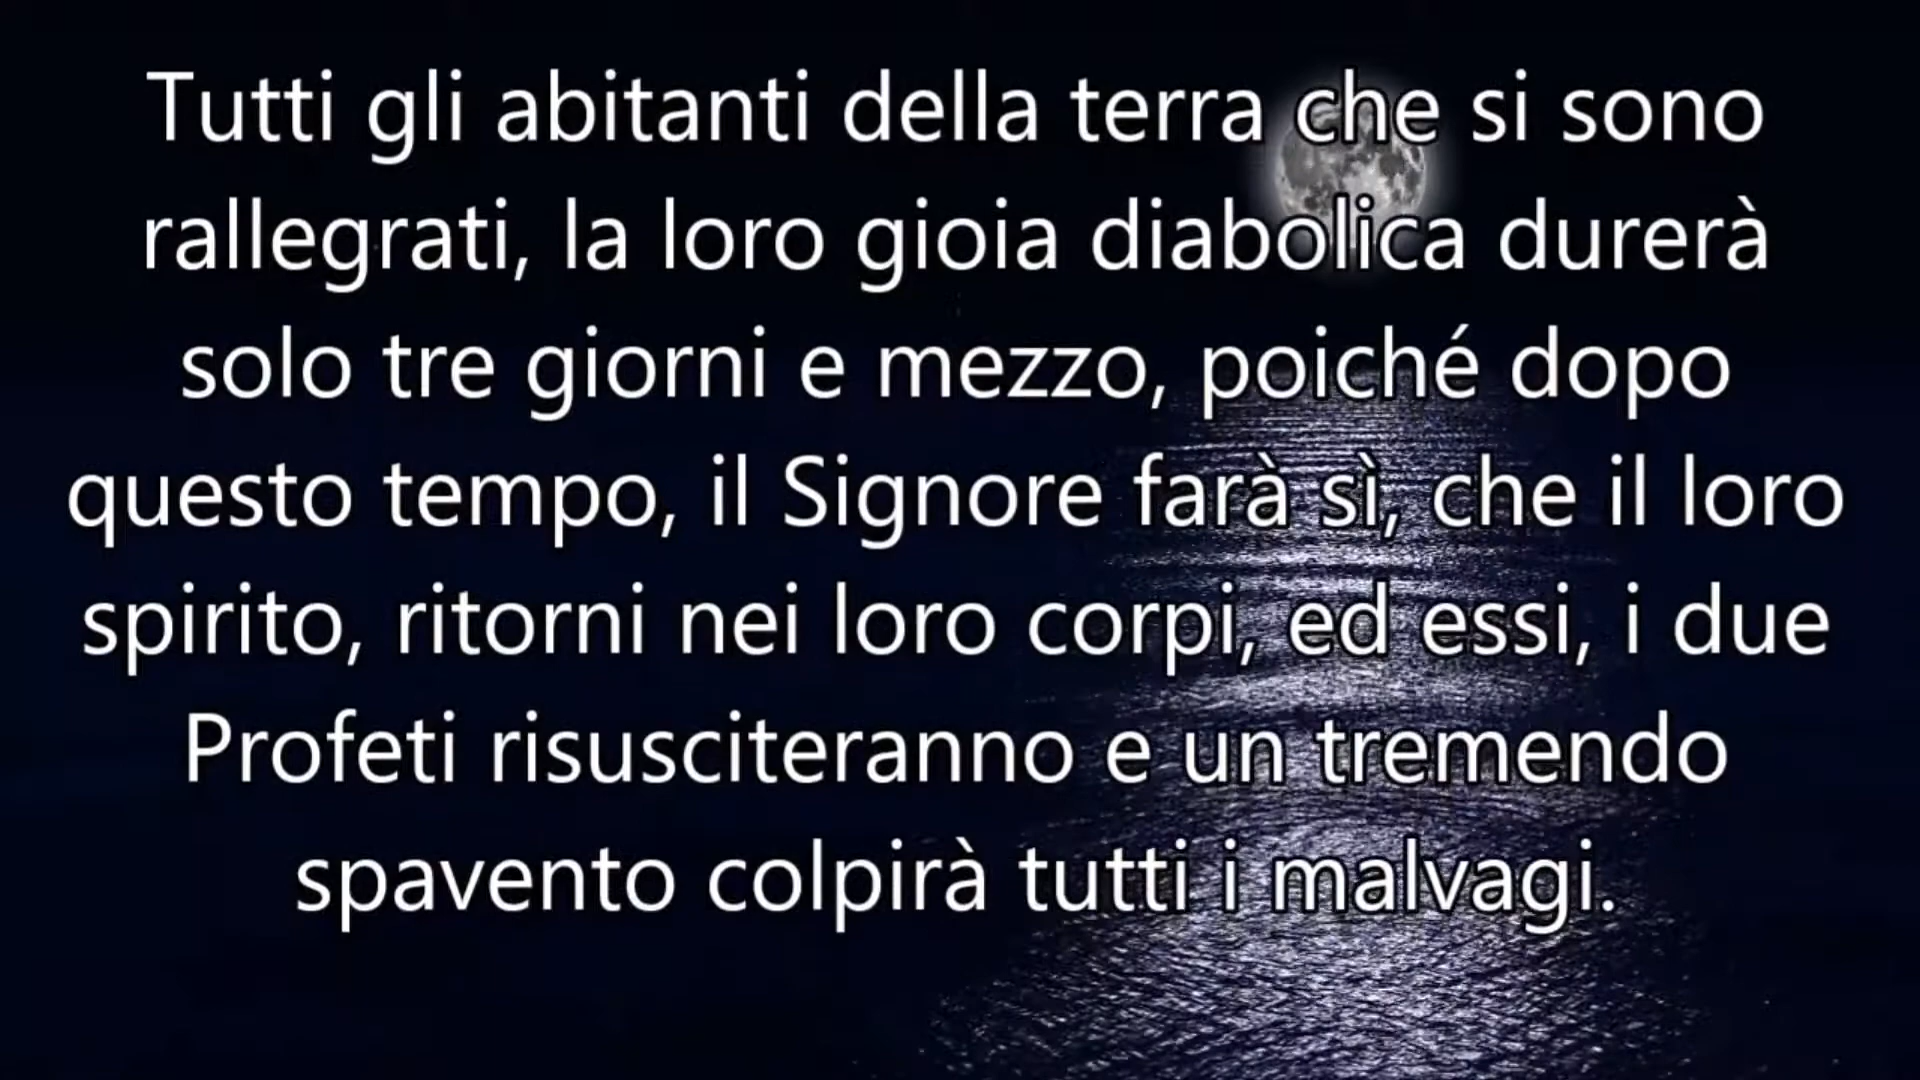 Tutti gli abitanti della terra che si sono
rallegrati, la loro gioia diabolica durerà
solo tre giorni e mezzo, poiché dopo
questo tempo, il Signore farà sì, che il loro
spirito, ritorni nei loro corpi, ed essi, i due
Profeti risusciteranno e un tremendo
spavento colpirà tutti i malvagi.